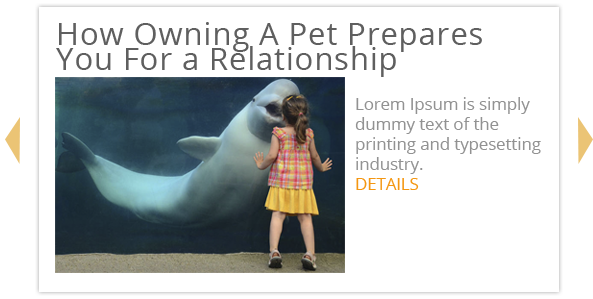 How Owning A Pet Prepares
You For a Relationship
Lorem Ipsum is simply
dummy text of the
printing and typesetting
industry.
DETAILS